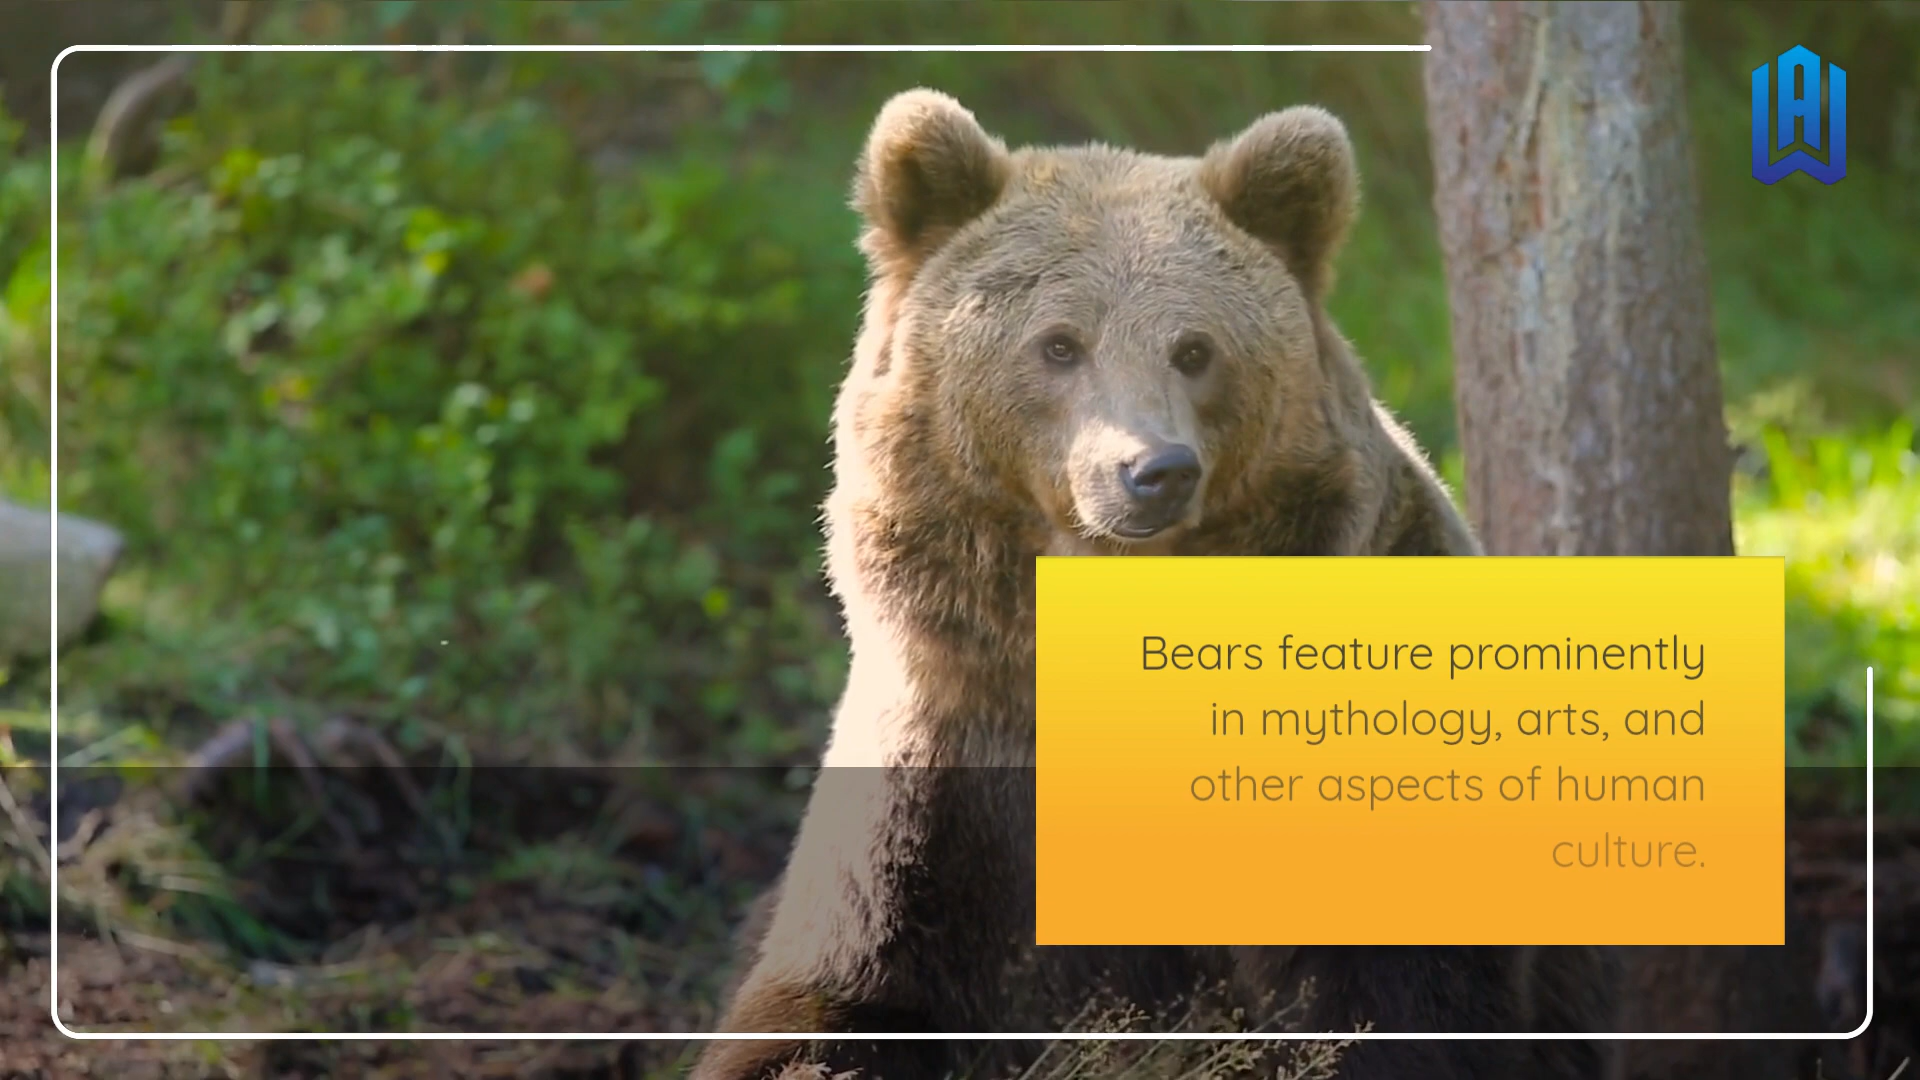 Bears feature prominently
in mythology, arts, and
other aspects of human
culture.